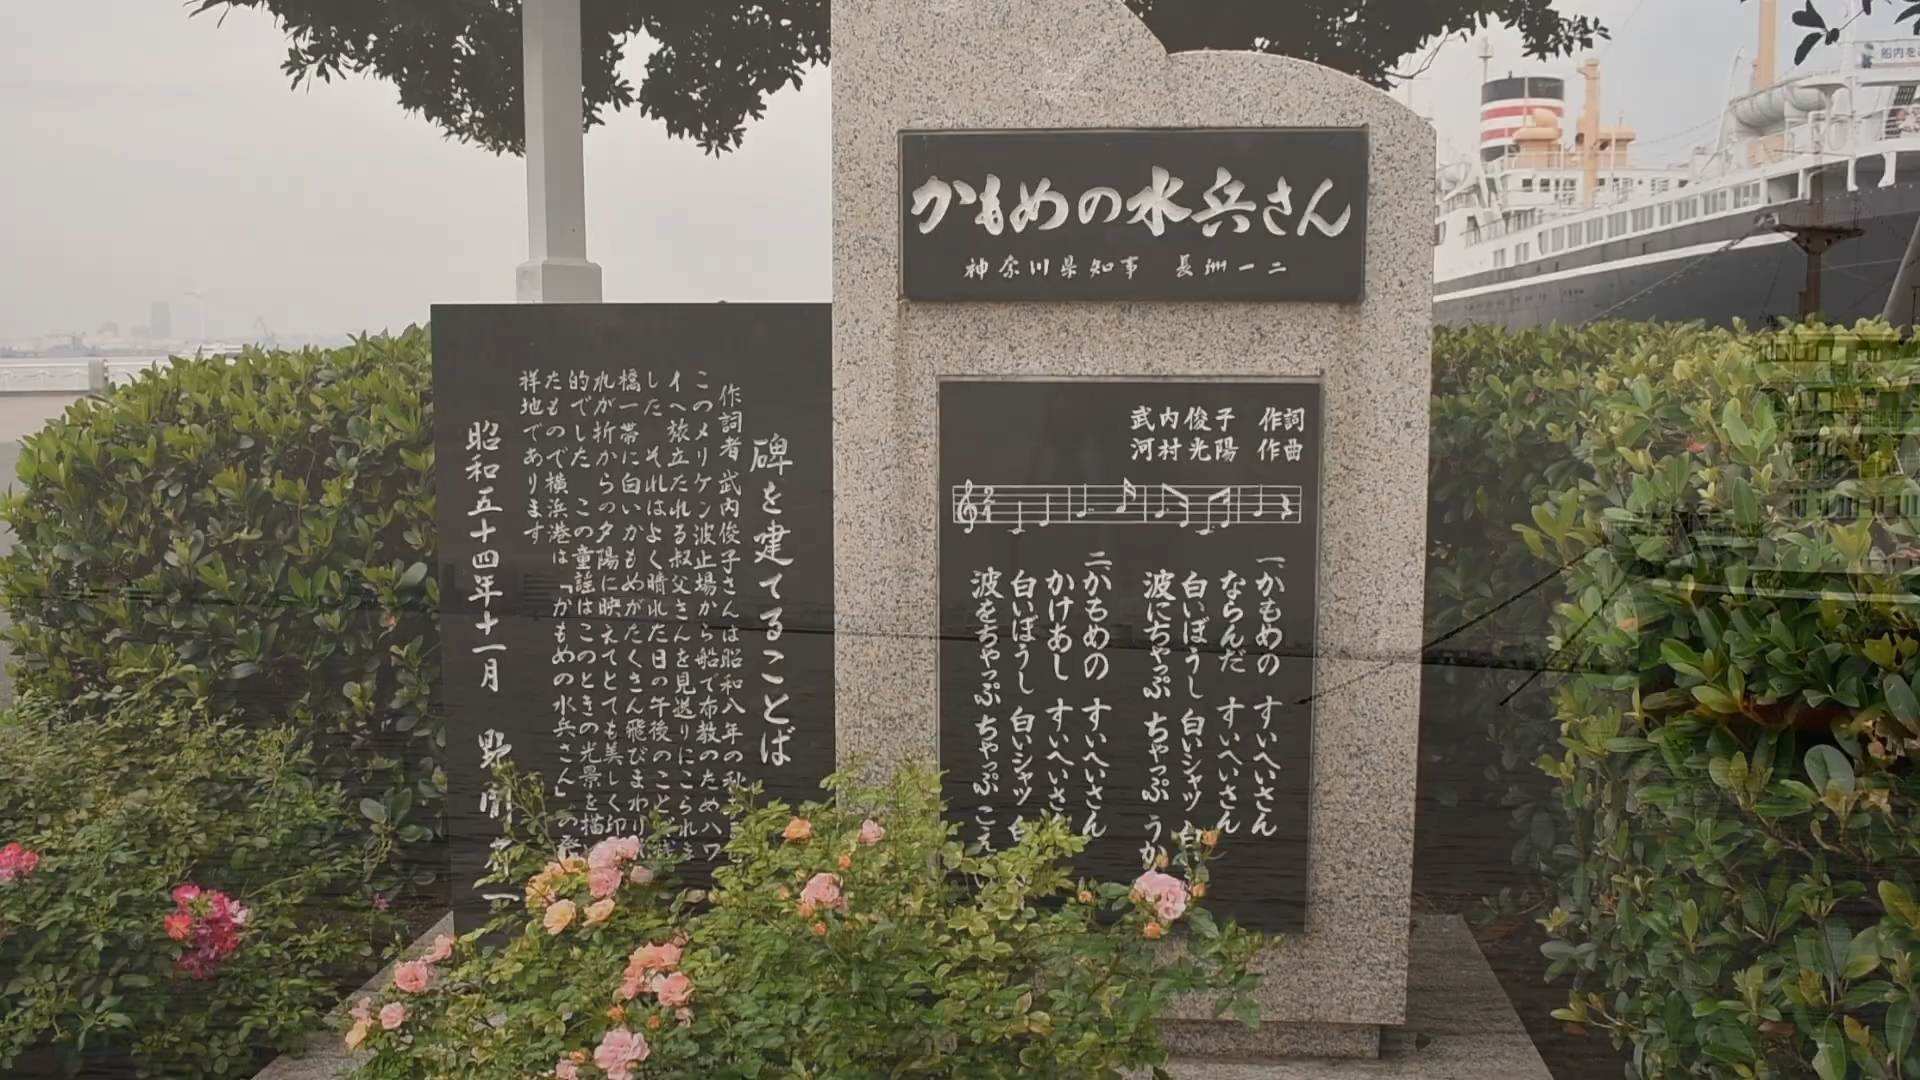 かもめの水兵さん
神奈川県知事 長洲一二
武内俊子 作詞
河村光陽 作曲
一、かもめの すいへいさん
ならんだ すいへいさん
白いぼうし 白いシャツ 白い
波にちゃっぷ ちゃっぷ うか
二、かもめの すいへいさん
かけあし すいへいさん
白いぼうし 白いシャツ
波をちゃっぷ ちゃっぷ こえ
碑を建てることば
作詞者 武内俊子さんは昭和八年の秋
このメリケン波止場から船で布教のためハワ
イへ旅立たれる叔父さんを見送りにこられま
した それはよく晴れた日の午後のことで桟
橋一帯に白いかもめがたくさん飛びまわり
れが折からの夕陽に映えてとても美しく印
的でした この童謡はこのときの光景を描
たもので横浜港は「かもめの水兵さん」の発
祥地であります
昭和五十四年十一月 野
船内を